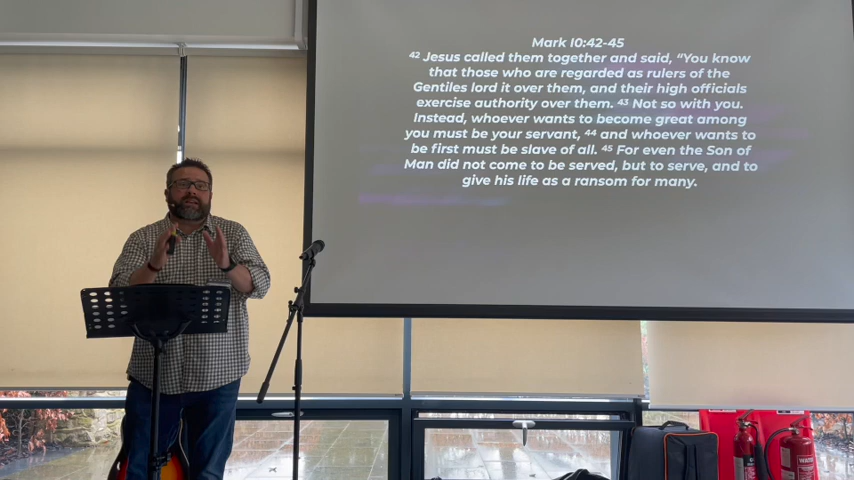 Mark 10:42-45
42 Jesus called them together and said, “You know
that those who are regarded as rulers of the
Gentiles lord it over them, and their high officials
exercise authority over them. 43 Not so with you.
Instead, whoever wants to become great among
you must be your servant, 44 and whoever wants to
be first must be slave of all. 45 For even the Son of
Man did not come to be served, but to serve, and to
give his life as a ransom for many.
WATER